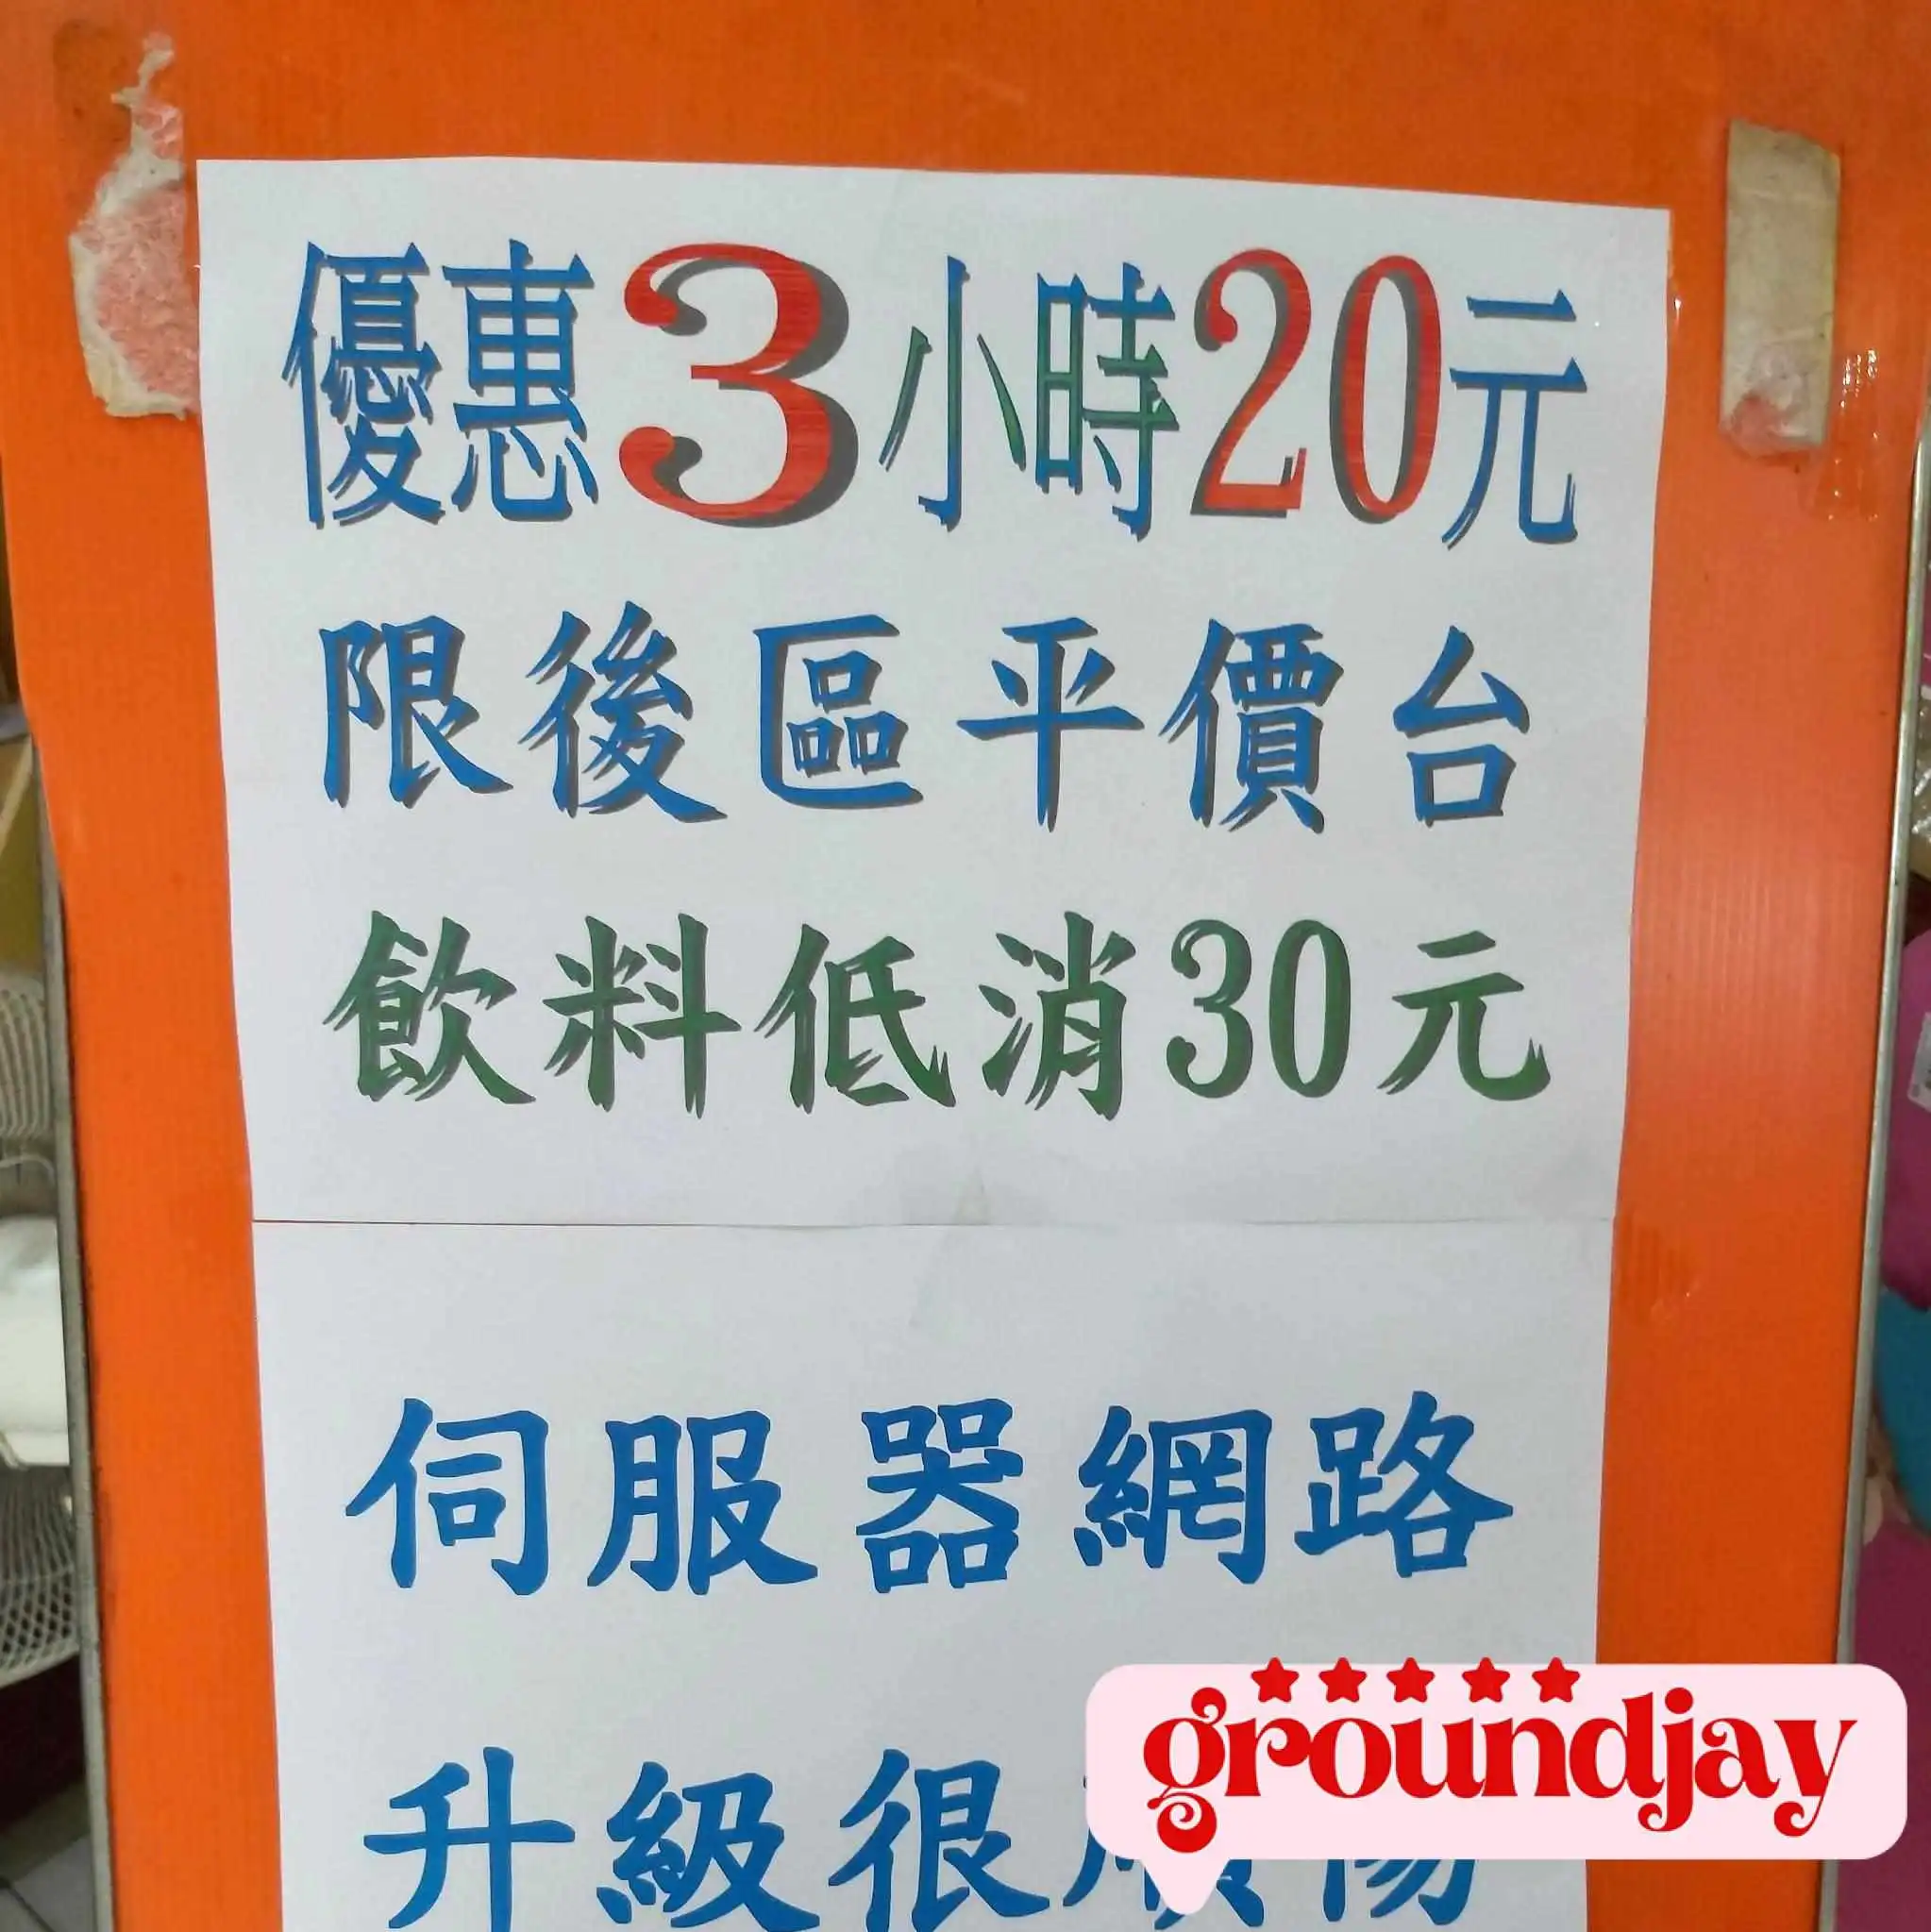 優惠3小時20元
限後區平價台
飲料低消30元
伺服器網路
升級很
groundjay